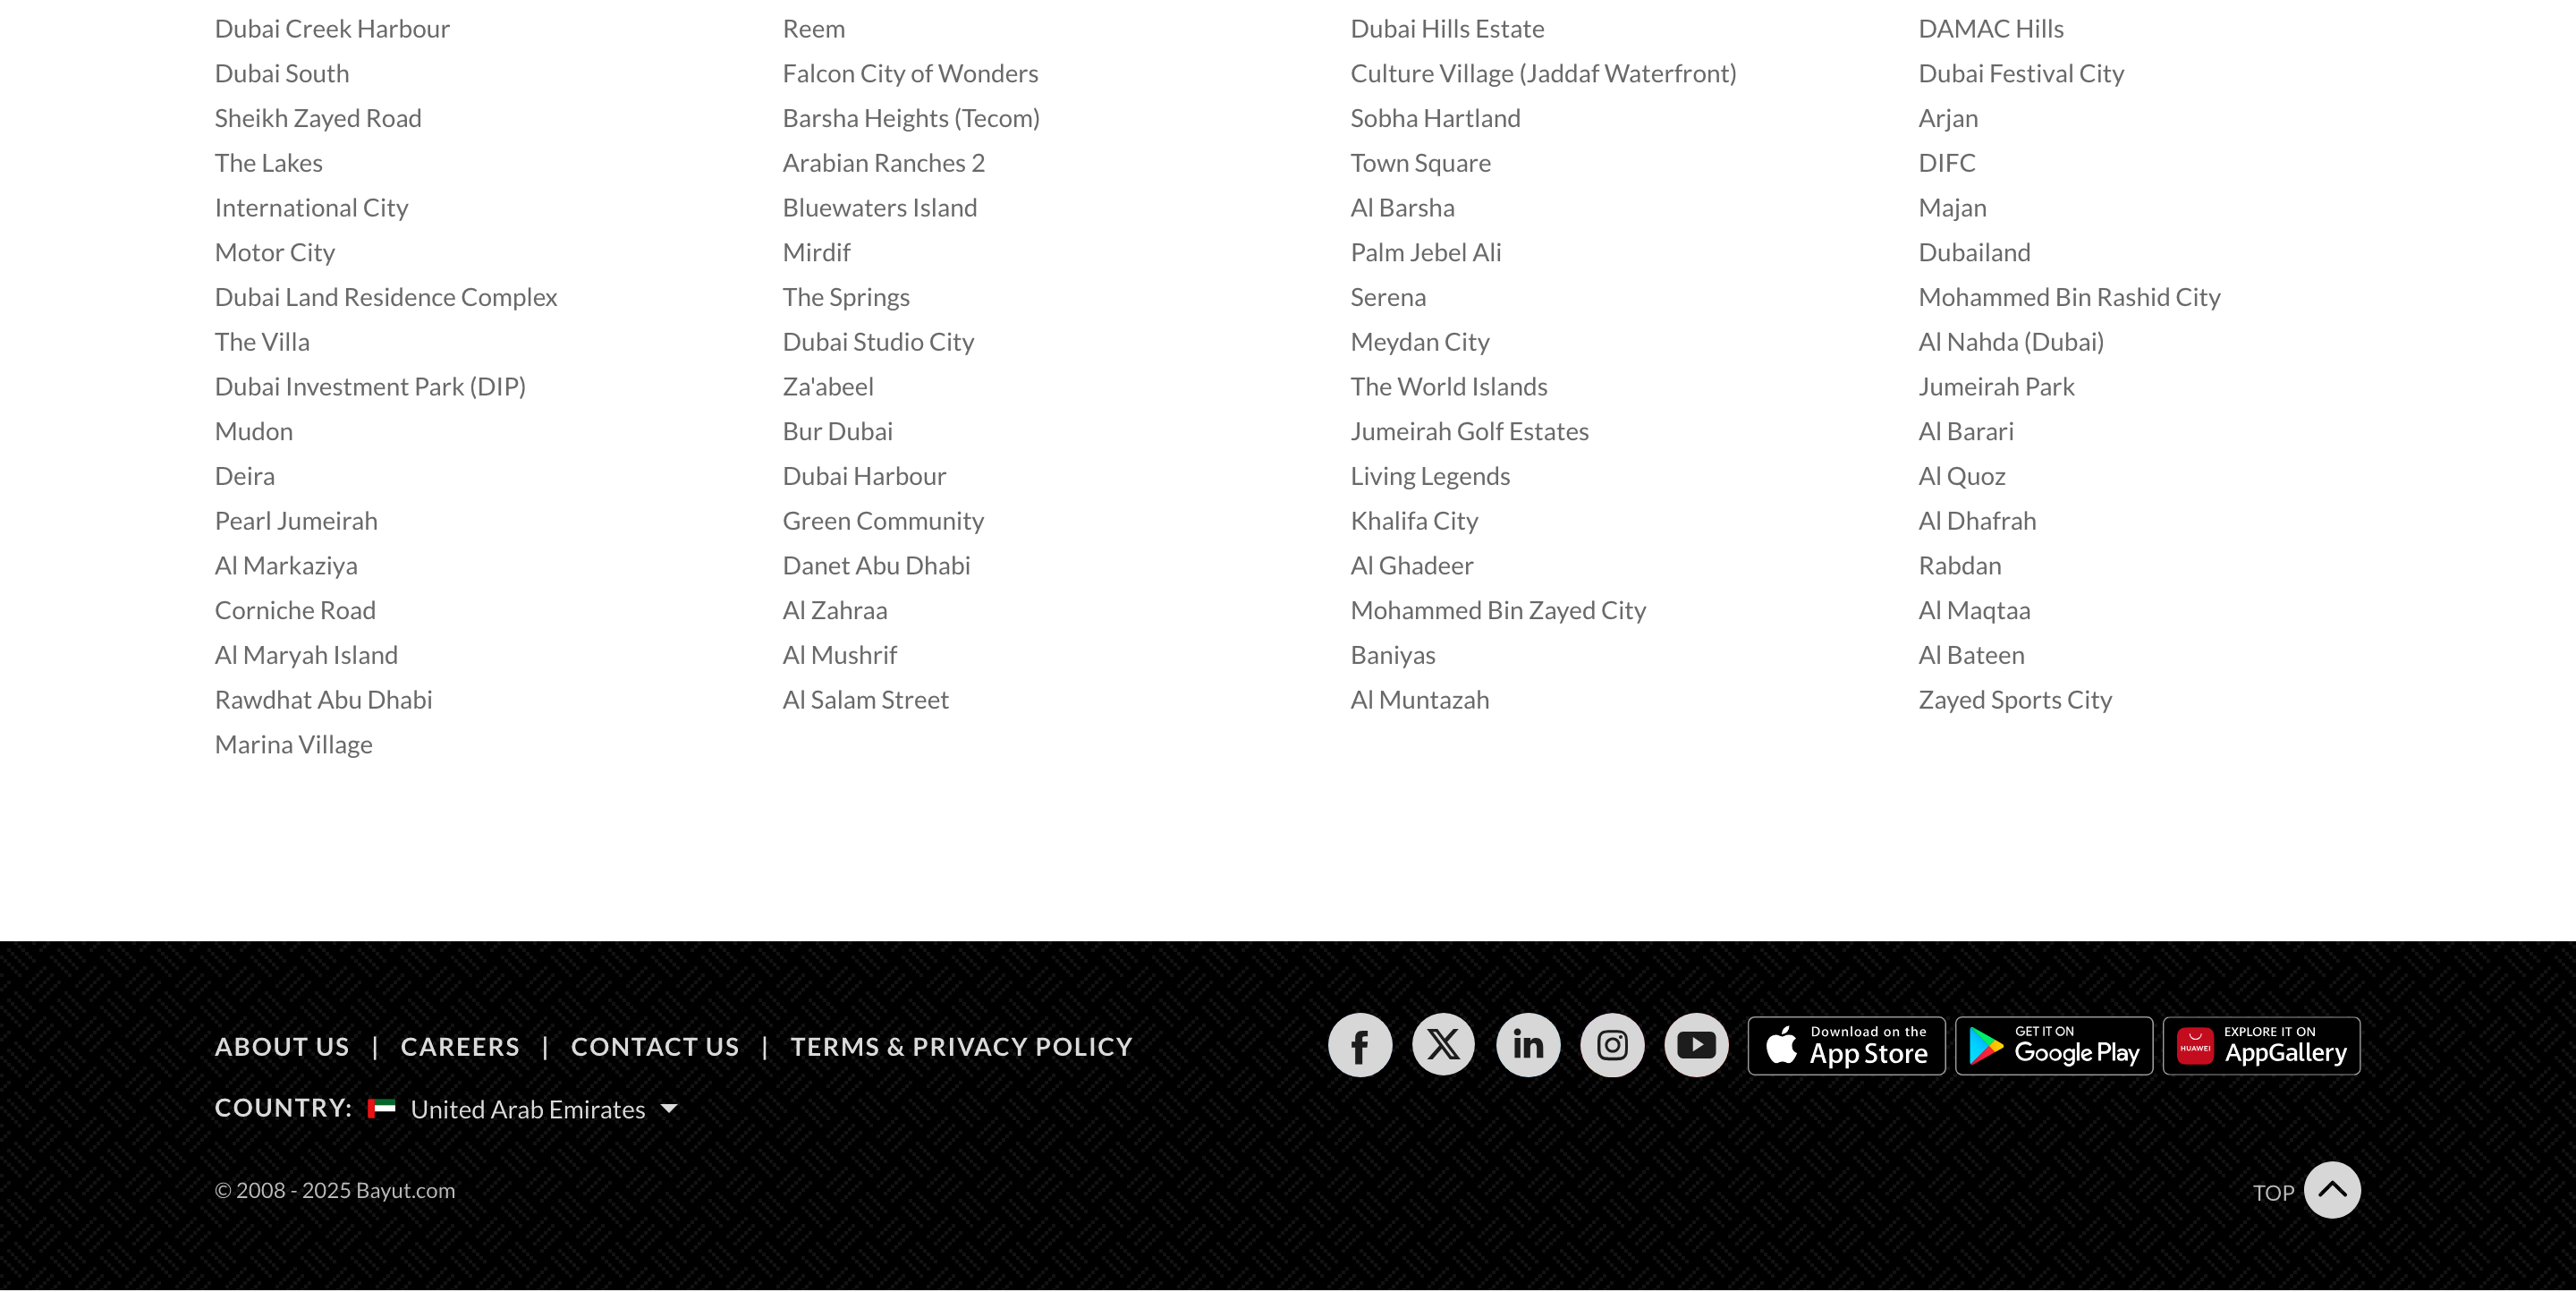 Dubai Creek Harbour
Reem
Dubai Hills Estate
DAMAC Hills
Dubai South
Falcon City of Wonders
Culture Village (Jaddaf Waterfront)
Dubai Festival City
Sheikh Zayed Road
Barsha Heights (Tecom)
Sobha Hartland
Arjan
The Lakes
Arabian Ranches 2
Town Square
DIFC
International City
Bluewaters Island
Al Barsha
Majan
Motor City
Mirdif
Palm Jebel Ali
Dubailand
Dubai Land Residence Complex
The Springs
Serena
Mohammed Bin Rashid City
The Villa
Dubai Studio City
Meydan City
Al Nahda (Dubai)
Dubai Investment Park (DIP)
Za'abeel
The World Islands
Jumeirah Park
Mudon
Bur Dubai
Jumeirah Golf Estates
Al Barari
Deira
Dubai Harbour
Living Legends
Al Quoz
Pearl Jumeirah
Green Community
Khalifa City
Al Dhafrah
Al Markaziya
Danet Abu Dhabi
Al Ghadeer
Rabdan
Corniche Road
Al Zahraa
Mohammed Bin Zayed City
Al Maqtaa
Al Maryah Island
Al Mushrif
Baniyas
Al Bateen
Rawdhat Abu Dhabi
Al Salam Street
Al Muntazah
Zayed Sports City
Marina Village
ABOUT US | CAREERS | CONTACT US | TERMS & PRIVACY POLICY
Download on the
App Store
GET IT ON
Google Play
HUAWEI
EXPLORE IT ON
AppGallery
COUNTRY: United Arab Emirates
© 2008 - 2025 Bayut.com
TOP